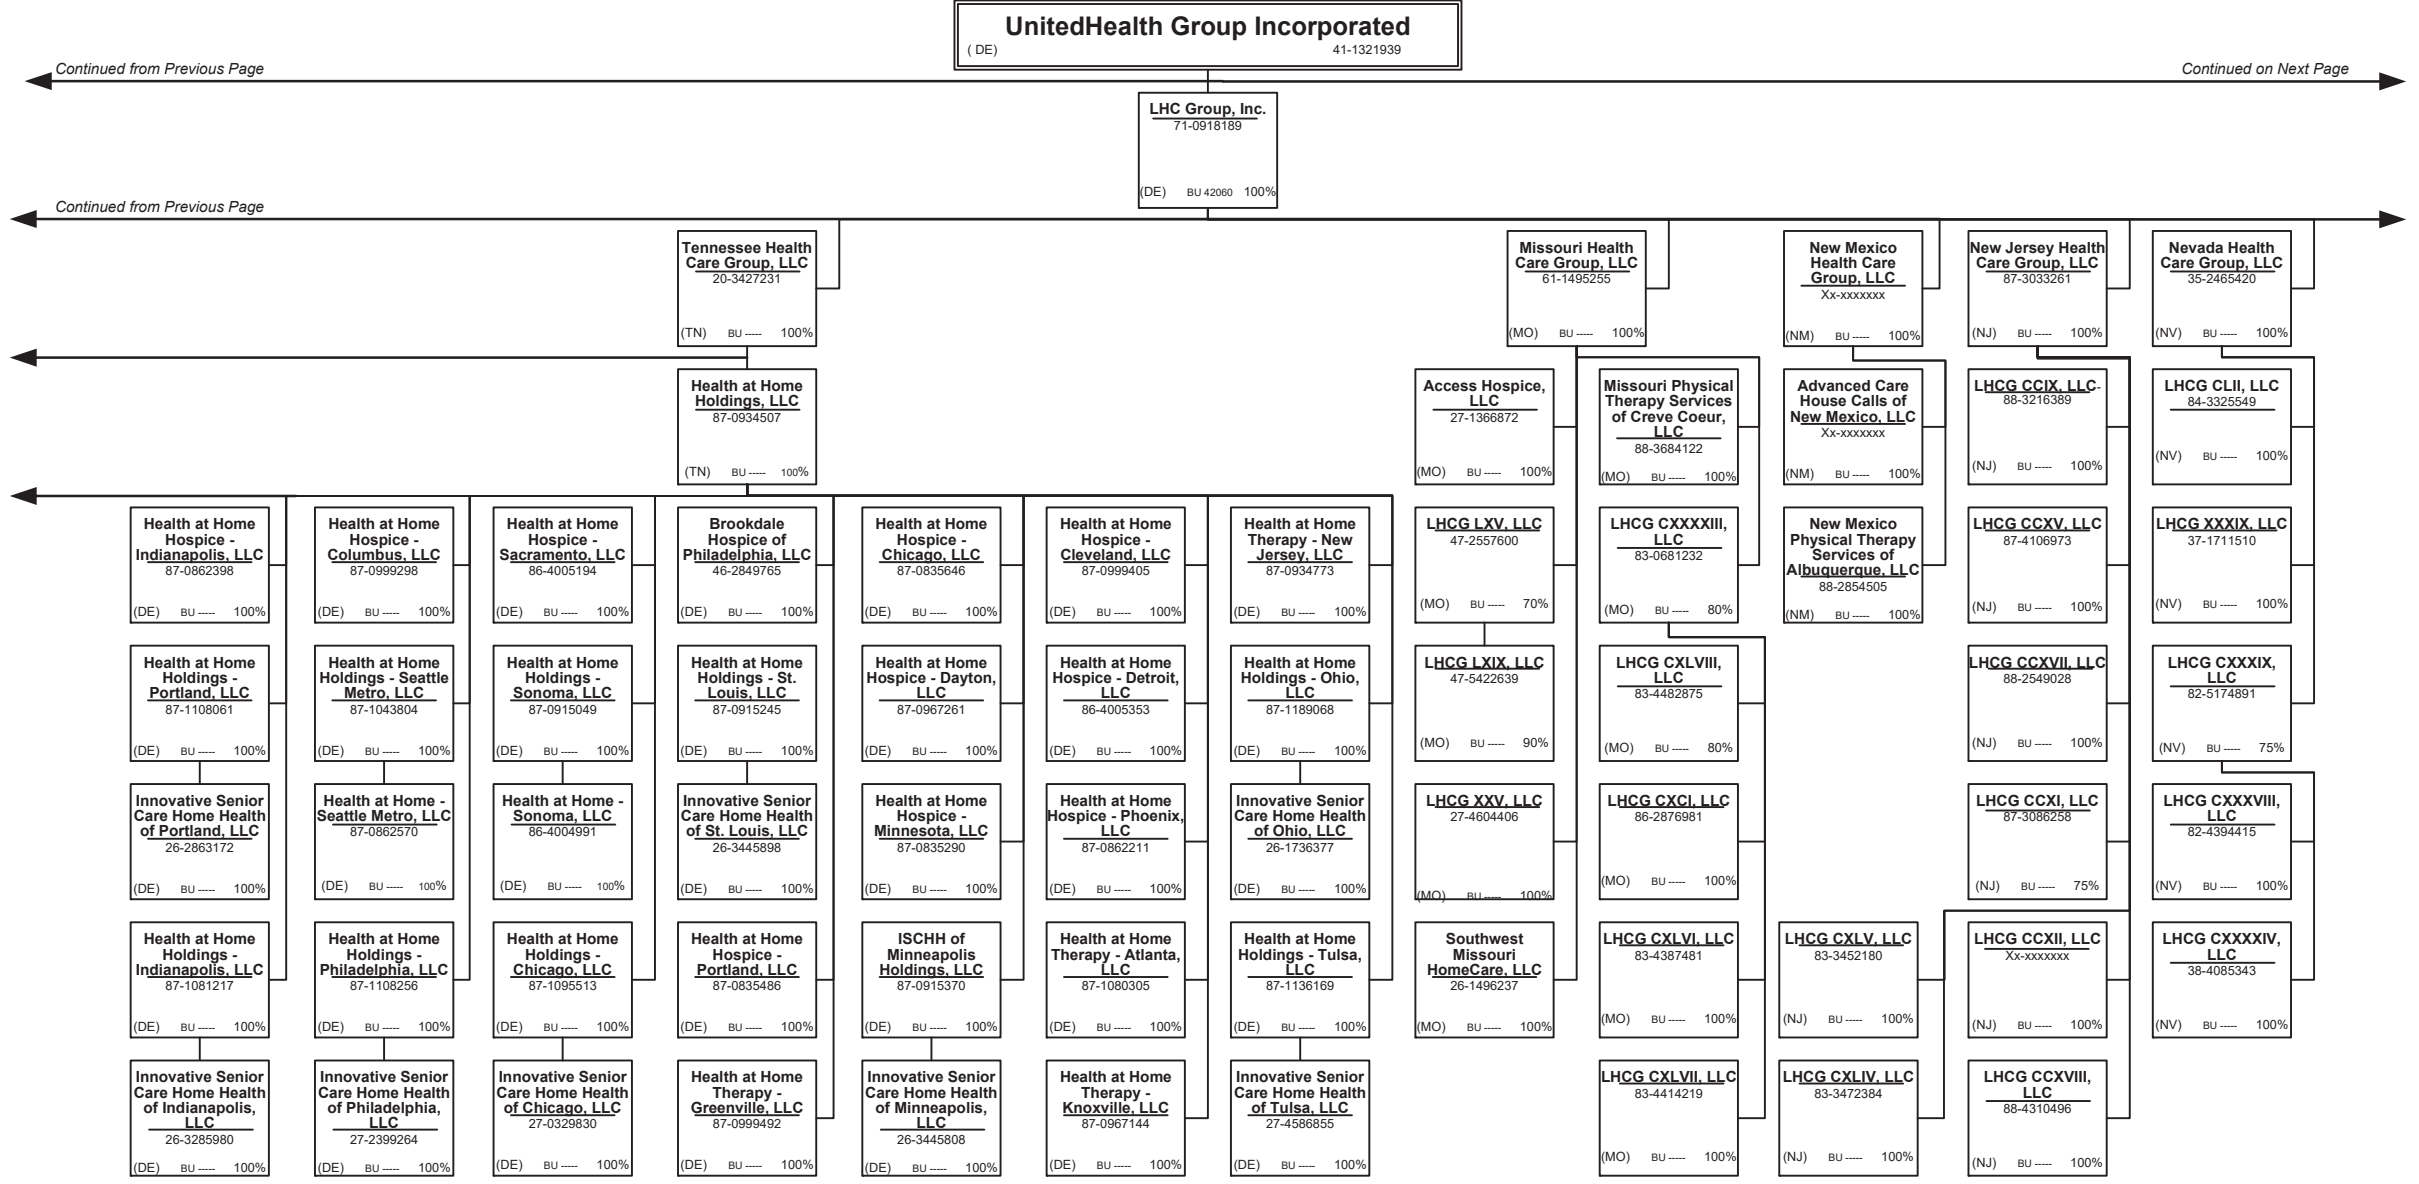 UnitedHealth Group Incorporated
( DE) 41-1321939
Continued from Previous Page
Continued on Next Page
LHC Group, Inc.
71-0918189
(DE) BU 42060 100%
Continued from Previous Page
Tennessee Health
Care Group, LLC
20-3427231
(TN) BU ----- 100%
Missouri Health
Care Group, LLC
61-1495255
(MO) BU ----- 100%
New Mexico
Health Care
Group, LLC
Xx-xxxxxxx
(NM) BU ----- 100%
New Jersey Health
Care Group, LLC
87-3033261
(NJ) BU ----- 100%
Nevada Health
Care Group, LLC
35-2465420
(NV) BU ----- 100%
Health at Home
Holdings, LLC
87-0934507
(TN) BU ----- 100%
Access Hospice,
LLC
27-1366872
(MO) BU ----- 100%
Missouri Physical
Therapy Services
of Creve Coeur,
LLC
88-3684122
(MO) BU ----- 100%
Advanced Care
House Calls of
New Mexico, LLC
Xx-xxxxxxx
(NM) BU ----- 100%
LHCG CCIX, LLC-
88-3216389
(NJ) BU ----- 100%
LHCG CLII, LLC
84-3325549
(NV) BU ----- 100%
Health at Home
Hospice -
Indianapolis, LLC
87-0862398
(DE) BU ----- 100%
Health at Home
Hospice -
Columbus, LLC
87-0999298
(DE) BU ----- 100%
Health at Home
Hospice -
Sacramento, LLC
86-4005194
(DE) BU ----- 100%
Brookdale
Hospice of
Philadelphia, LLC
46-2849765
(DE) BU ----- 100%
Health at Home
Hospice -
Chicago, LLC
87-0835646
(DE) BU ----- 100%
Health at Home
Hospice -
Cleveland, LLC
87-0999405
(DE) BU ----- 100%
Health at Home
Therapy - New
Jersey, LLC
87-0934773
(DE) BU ----- 100%
LHCG LXV, LLC
47-2557600
(MO) BU ----- 70%
LHCG CXXXXIII,
LLC
83-0681232
(MO) BU ----- 80%
New Mexico
Physical Therapy
Services of
Albuquerque, LLC
88-2854505
(NM) BU ----- 100%
LHCG CCXV, LLC
87-4106973
(NJ) BU ----- 100%
LHCG XXXIX, LLC
37-1711510
(NV) BU ----- 100%
Health at Home
Holdings -
Portland, LLC
87-1108061
(DE) BU ----- 100%
Health at Home
Holdings - Seattle
Metro, LLC
87-1043804
(DE) BU ----- 100%
Health at Home
Holdings -
Sonoma, LLC
87-0915049
(DE) BU ----- 100%
Health at Home
Holdings - St.
Louis, LLC
87-0915245
(DE) BU ----- 100%
Health at Home
Hospice - Dayton,
LLC
87-0967261
(DE) BU ----- 100%
Health at Home
Hospice - Detroit,
LLC
86-4005353
(DE) BU ----- 100%
Health at Home
Holdings - Ohio,
LLC
87-1189068
(DE) BU ----- 100%
LHCG LXIX, LLC
47-5422639
(MO) BU ----- 90%
LHCG CXLVIII,
LLC
83-4482875
(MO) BU ----- 80%
LHCG CCXVII, LLC
88-2549028
(NJ) BU ----- 100%
LHCG CXXXIX,
LLC
82-5174891
(NV) BU ----- 75%
Innovative Senior
Care Home Health
of Portland, LLC
26-2863172
(DE) BU ----- 100%
Health at Home -
Seattle Metro, LLC
87-0862570
(DE) BU ----- 100%
Health at Home -
Sonoma, LLC
86-4004991
(DE) BU ----- 100%
Innovative Senior
Care Home Health
of St. Louis, LLC
26-3445898
(DE) BU ----- 100%
Health at Home
Hospice -
Minnesota, LLC
87-0835290
(DE) BU ----- 100%
Health at Home
Hospice - Phoenix,
LLC
87-0862211
(DE) BU ----- 100%
Innovative Senior
Care Home Health
of Ohio, LLC
26-1736377
(DE) BU ----- 100%
LHCG XXV, LLC
27-4604406
(MO) BU ----- 100%
LHCG CXCI, LLC
86-2876981
(MO) BU ----- 100%
LHCG CCXI, LLC
87-3086258
(NJ) BU ----- 75%
LHCG CXXXVIII,
LLC
82-4394415
(NV) BU ----- 100%
Health at Home
Holdings -
Indianapolis, LLC
87-1081217
(DE) BU ----- 100%
Health at Home
Holdings -
Philadelphia, LLC
87-1108256
(DE) BU ----- 100%
Health at Home
Holdings -
Chicago, LLC
87-1095513
(DE) BU ----- 100%
Health at Home
Hospice -
Portland, LLC
87-0835486
(DE) BU ----- 100%
ISCHH of
Minneapolis
Holdings, LLC
87-0915370
(DE) BU ----- 100%
Health at Home
Therapy - Atlanta,
LLC
87-1080305
(DE) BU ----- 100%
Health at Home
Holdings - Tulsa,
LLC
87-1136169
(DE) BU ----- 100%
Southwest
Missouri
HomeCare, LLC
26-1496237
(MO) BU ----- 100%
LHCG CXLVI, LLC
83-4387481
(MO) BU ----- 100%
LHCG CXLV, LLC
83-3452180
(NJ) BU ----- 100%
LHCG CCXII, LLC
Xx-xxxxxxx
(NJ) BU ----- 100%
LHCG CXXXXIV,
LLC
38-4085343
(NV) BU ----- 100%
Innovative Senior
Care Home Health
of Indianapolis,
LLC
26-3285980
(DE) BU ----- 100%
Innovative Senior
Care Home Health
of Philadelphia,
LLC
27-2399264
(DE) BU ----- 100%
Innovative Senior
Care Home Health
of Chicago, LLC
27-0329830
(DE) BU ----- 100%
Health at Home
Therapy -
Greenville, LLC
87-0999492
(DE) BU ----- 100%
Innovative Senior
Care Home Health
of Minneapolis,
LLC
26-3445808
(DE) BU ----- 100%
Health at Home
Therapy -
Knoxville, LLC
87-0967144
(DE) BU ----- 100%
Innovative Senior
Care Home Health
of Tulsa, LLC
27-4586855
(DE) BU ----- 100%
LHCG CXLVII, LLC
83-4414219
(MO) BU ----- 100%
LHCG CXLIV, LLC
83-3472384
(NJ) BU ----- 100%
LHCG CCXVIII,
LLC
88-4310496
(NJ) BU ----- 100%